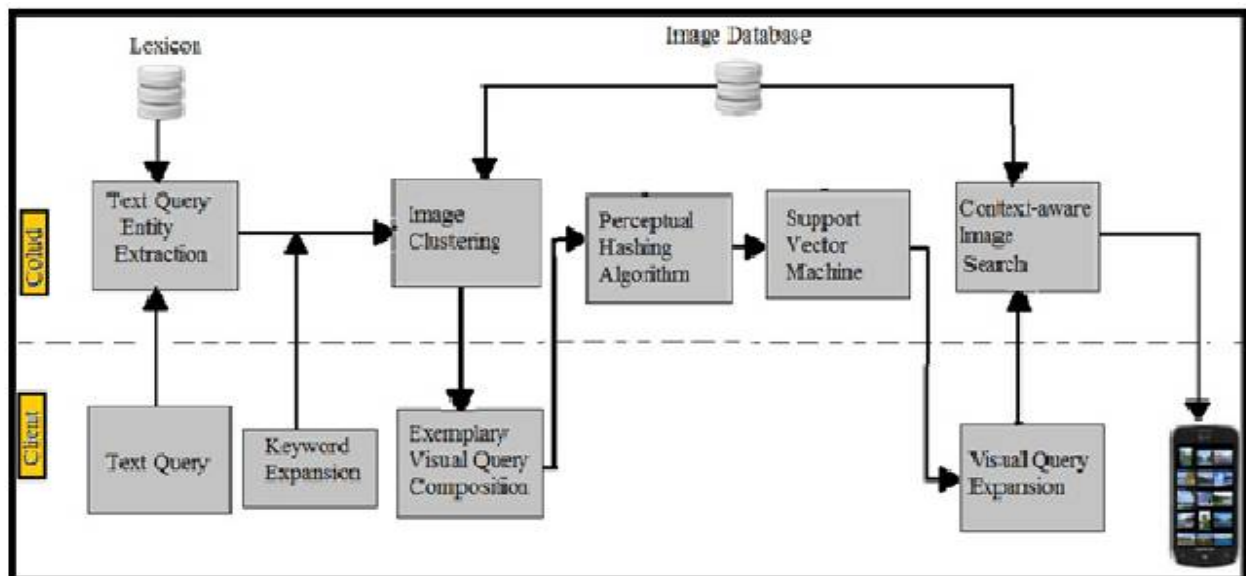 Lexicon
Image Database
Text Query
Entity
Extraction
Image
Clustering
Perceptual
Hashing
Algorithm
Support
Vector
Machine
Context-aware
Image
Search
Colud
Client
Text Query
Keyword
Expansion
Exemplary
Visual Query
Composition
Visual Query
Expansion